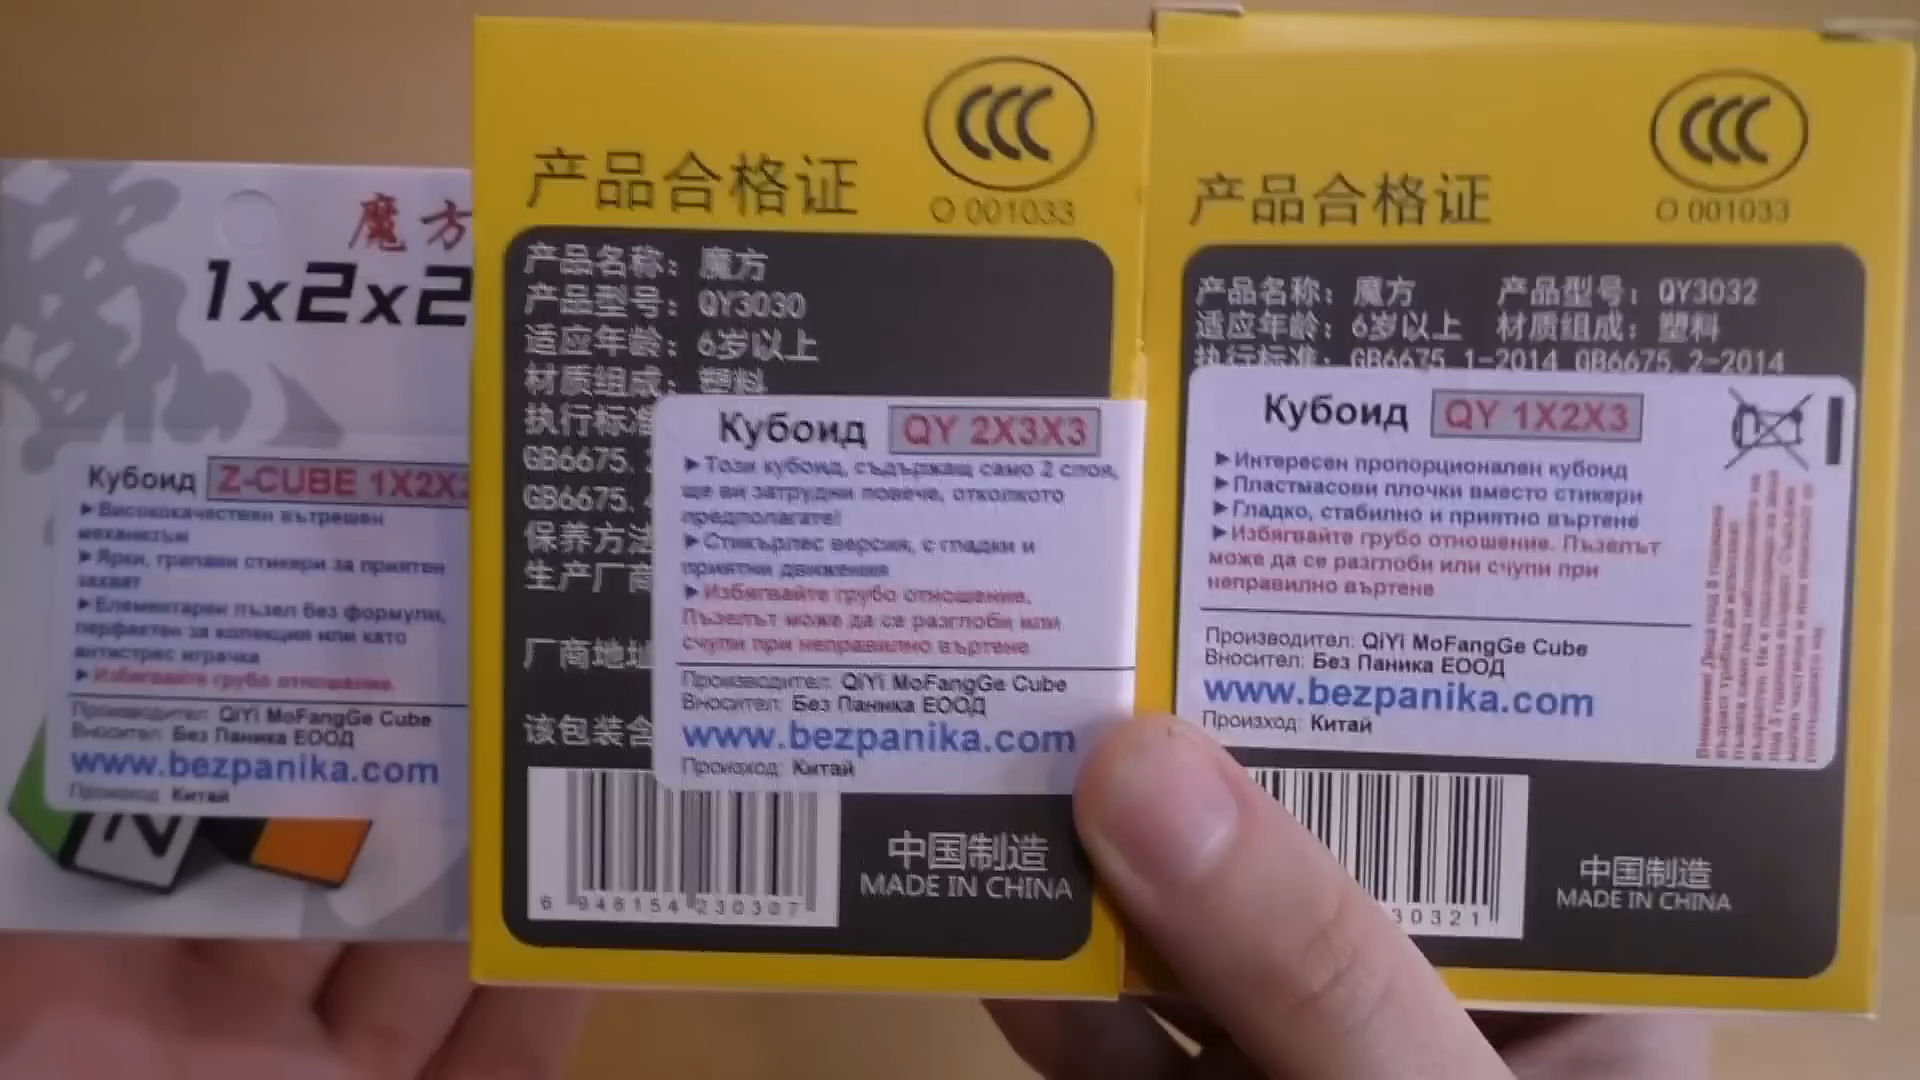 魔方
1x2x2
Кубоид Z-CUBE 1X2X2
►Висококачествен вътрешен
механизъм
►Ярки, грапави стикери за приятен
захват
►Елементарен пъзел без формули,
перфектен за колекция или като
антистрес играчка
►Избягвайте грубо отношение.
Производител: QiYi MoFangGe Cube
Вносител: Без Паника ЕООД
www.bezpanika.com
Произход: Китай
产品合格证
O 001033
产品名称：魔方
产品型号：QY3030
适应年龄：6岁以上
材质组成：塑料
执行标准
GB6675.
GB6675.
保养方法
生产厂商
厂商地址
该包装含
Кубоид QY 2X3X3
►Този кубоид, съдържащ само 2 слоя,
ще ви затрудни повече, отколкото
предполагате!
►Стикърлес версия, с гладки и
приятни движения
►Избягвайте грубо отношение.
Пъзелът може да се разглоби или
счупи при неправилно въртене
Производител: QiYi MoFangGe Cube
Вносител: Без Паника ЕООД
www.bezpanika.com
Произход: Китай
6 948154 230307
中国制造
MADE IN CHINA
产品合格证
O 001033
产品名称：魔方 产品型号：QY3032
适应年龄：6岁以上 材质组成：塑料
执行标准：GB6675.1-2014 GB6675.2-2014
Кубоид QY 1X2X3
►Интересен пропорционален кубоид
►Пластмасови плочки вместо стикери
►Гладко, стабилно и приятно въртене
►Избягвайте грубо отношение. Пъзелът
може да се разглоби или счупи при
неправилно въртене
Производител: QiYi MoFangGe Cube
Вносител: Без Паника ЕООД
www.bezpanika.com
Произход: Китай
30321
中国制造
MADE IN CHINA